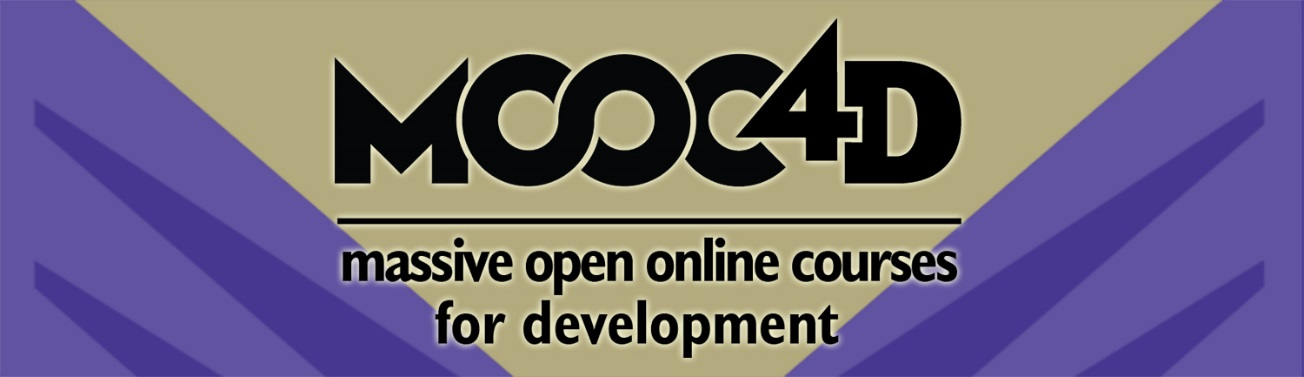 MOOC4D
massive open online courses
for development